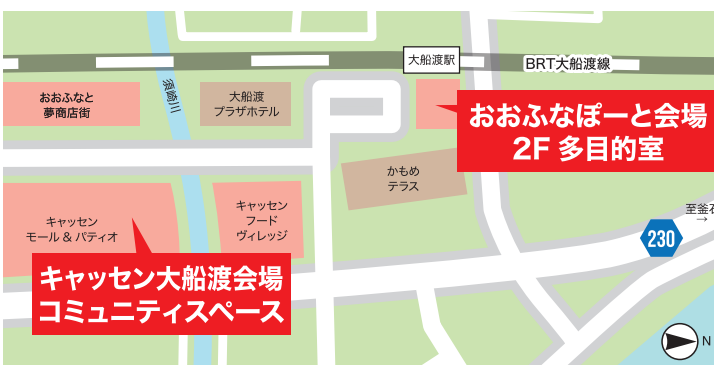 大船渡駅
BRT大船渡線
須崎川
おおふなと
夢商店街
大船渡
プラザホテル
おおふなぽーと会場
2F 多目的室
かもめ
テラス
キャッセン
モール & パティオ
キャッセン
フード
ヴィレッジ
至釜石
→
230
キャッセン大船渡会場
コミュニティスペース
N